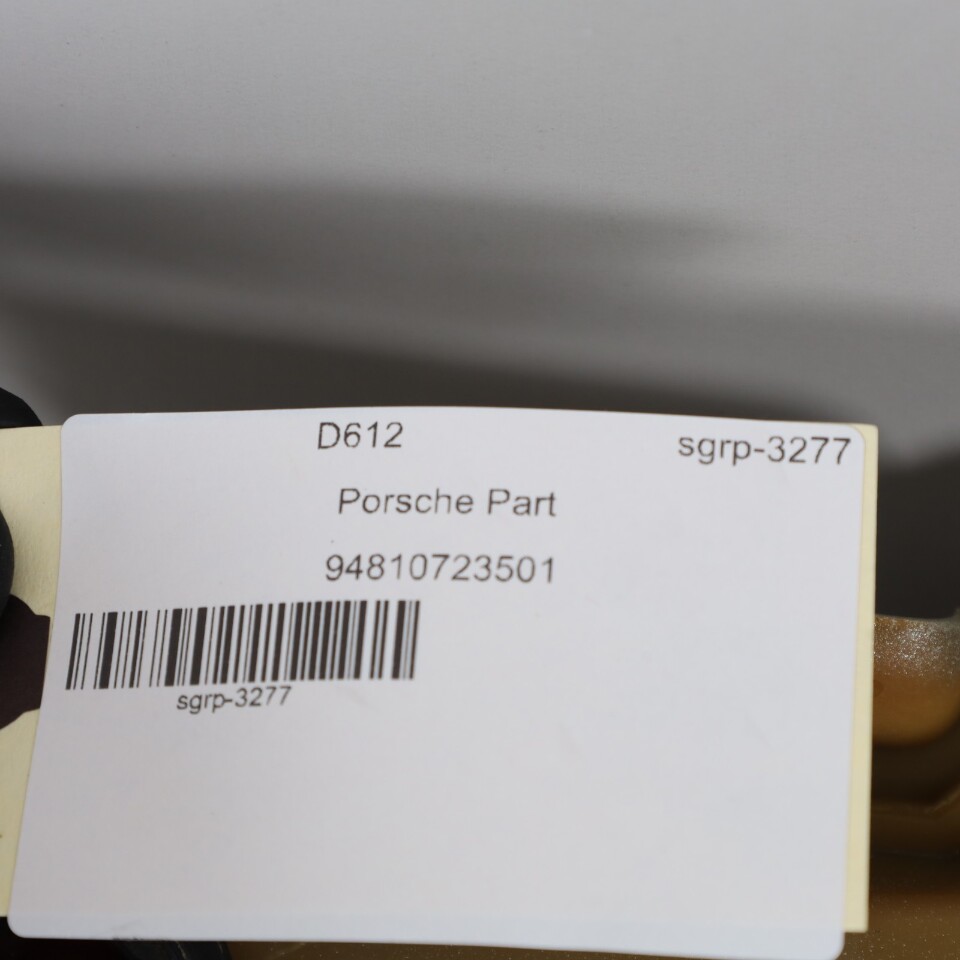 D612 sgrp-3277
Porsche Part
94810723501
sgrp-3277